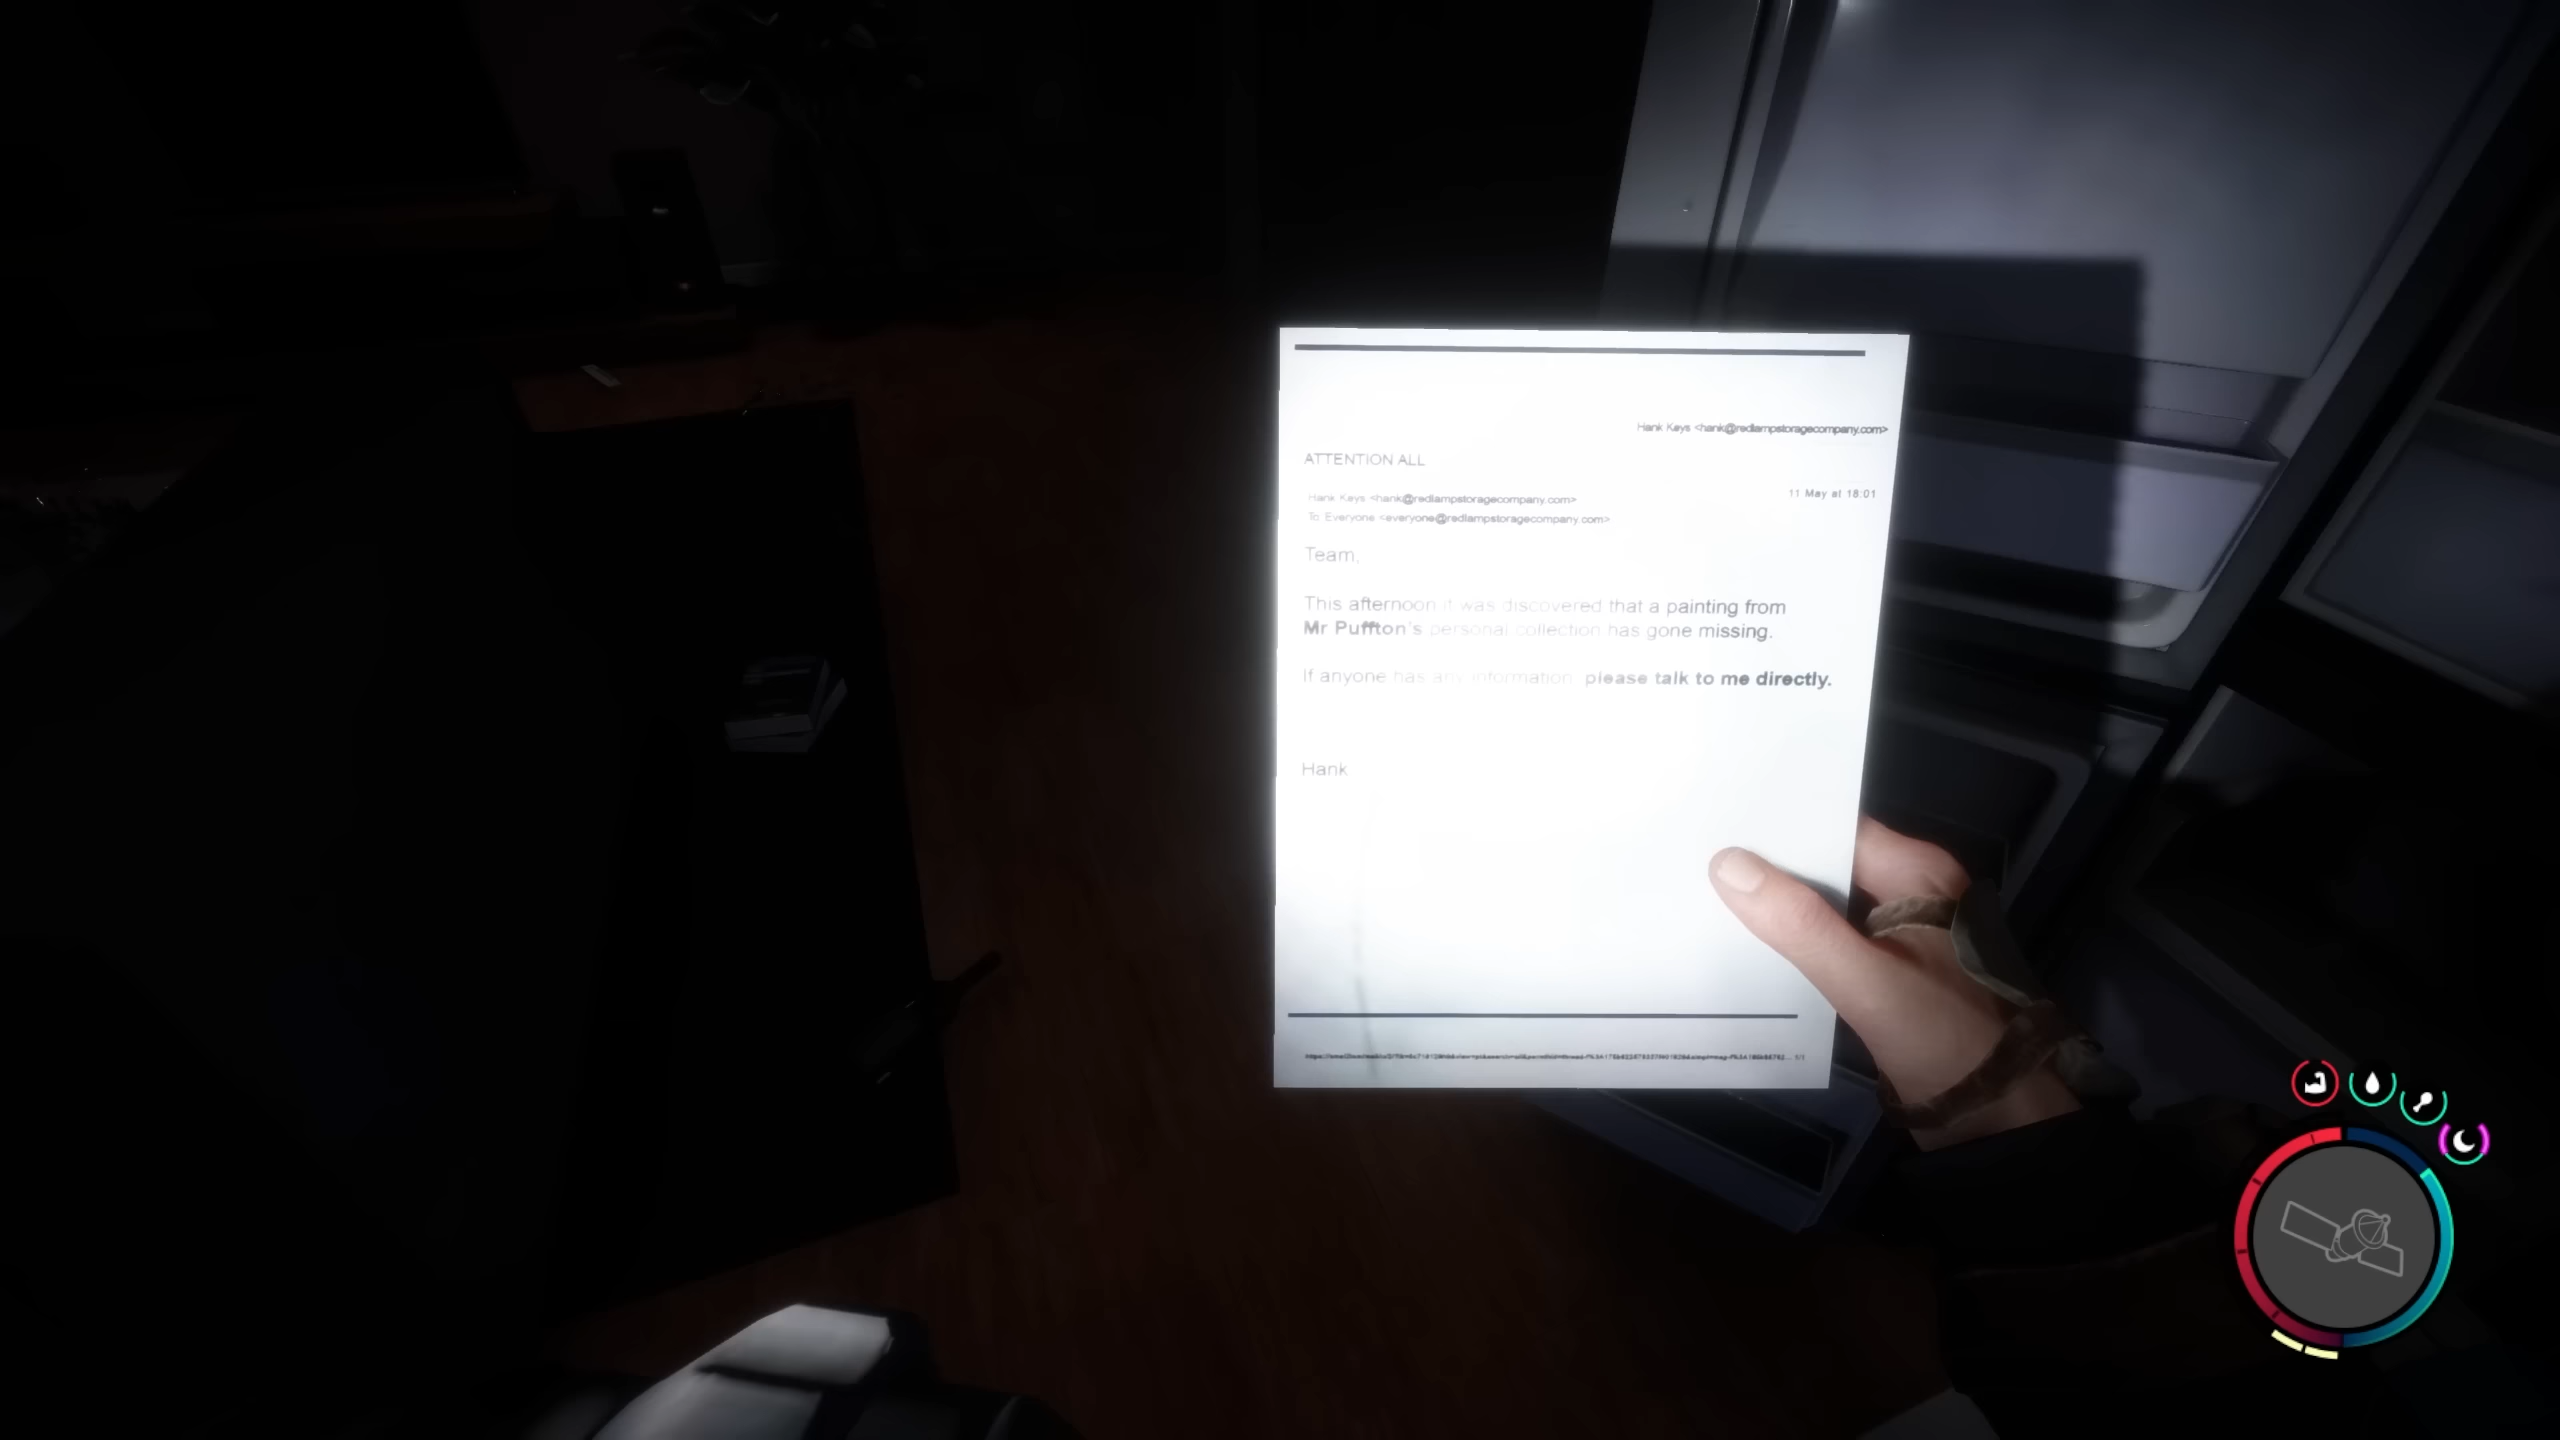 Hank Keys <hank@redlampstoragecompany.com>
ATTENTION ALL
Hank Keys <hank@redlampstoragecompany.com>
11 May at 18:01
To: Everyone <everyone@redlampstoragecompany.com>
Team,
This afternoon it was discovered that a painting from
Mr Puffton's personal collection has gone missing.
If anyone has any information, please talk to me directly.
Hank
1/1